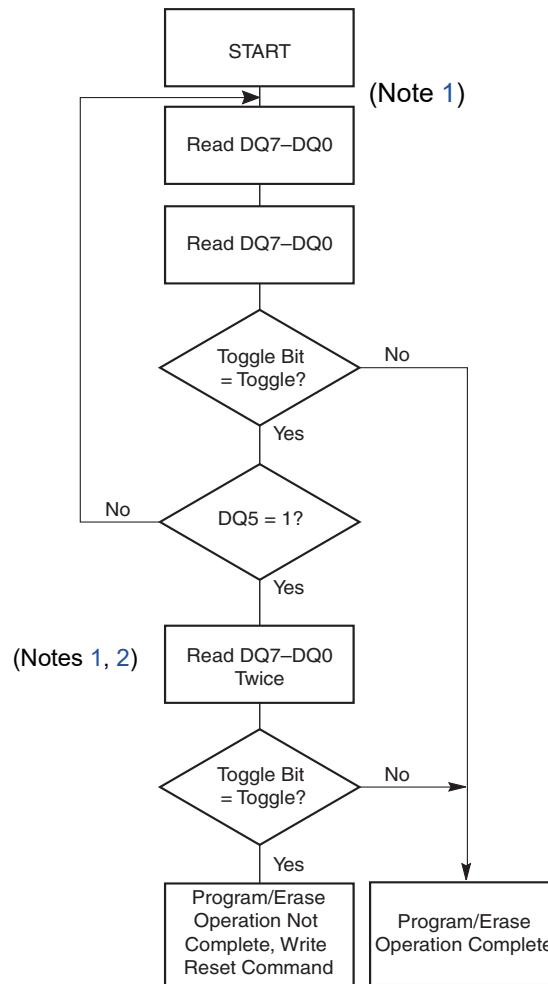 START
(Note 1)
Read DQ7–DQ0
Read DQ7–DQ0
Toggle Bit
= Toggle?
No
Yes
No
DQ5 = 1?
Yes
(Notes 1, 2)
Read DQ7–DQ0
Twice
Toggle Bit
= Toggle?
No
Yes
Program/Erase
Operation Not
Complete, Write
Reset Command
Program/Erase
Operation Complete